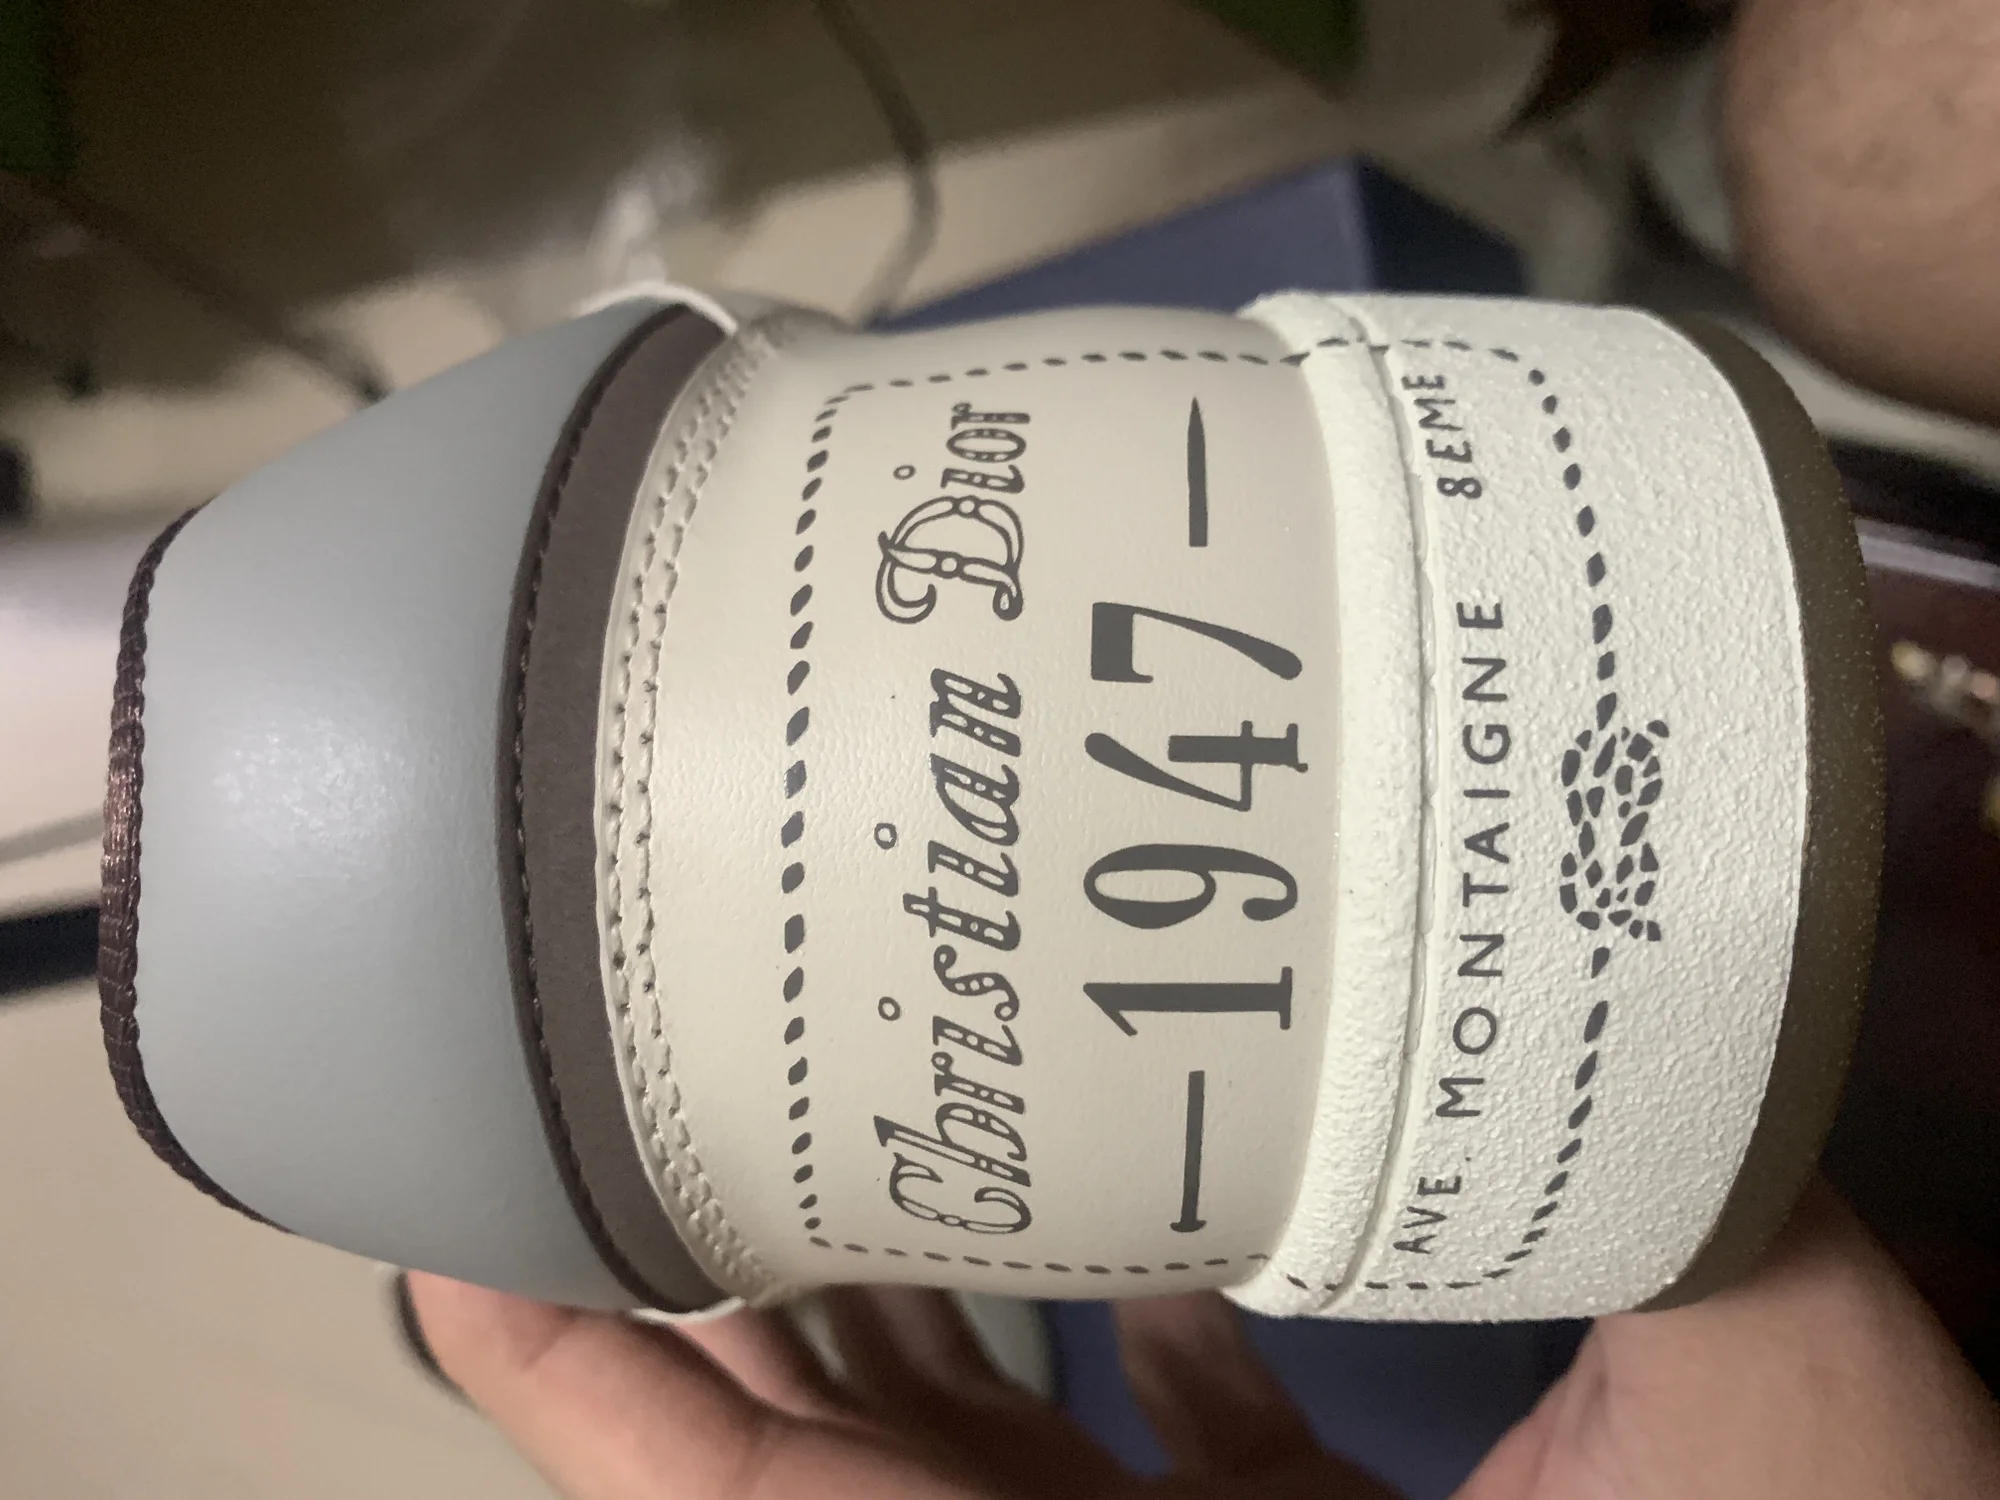 Christian Dior
— 1947 —
AVE. MONTAIGNE 8EME